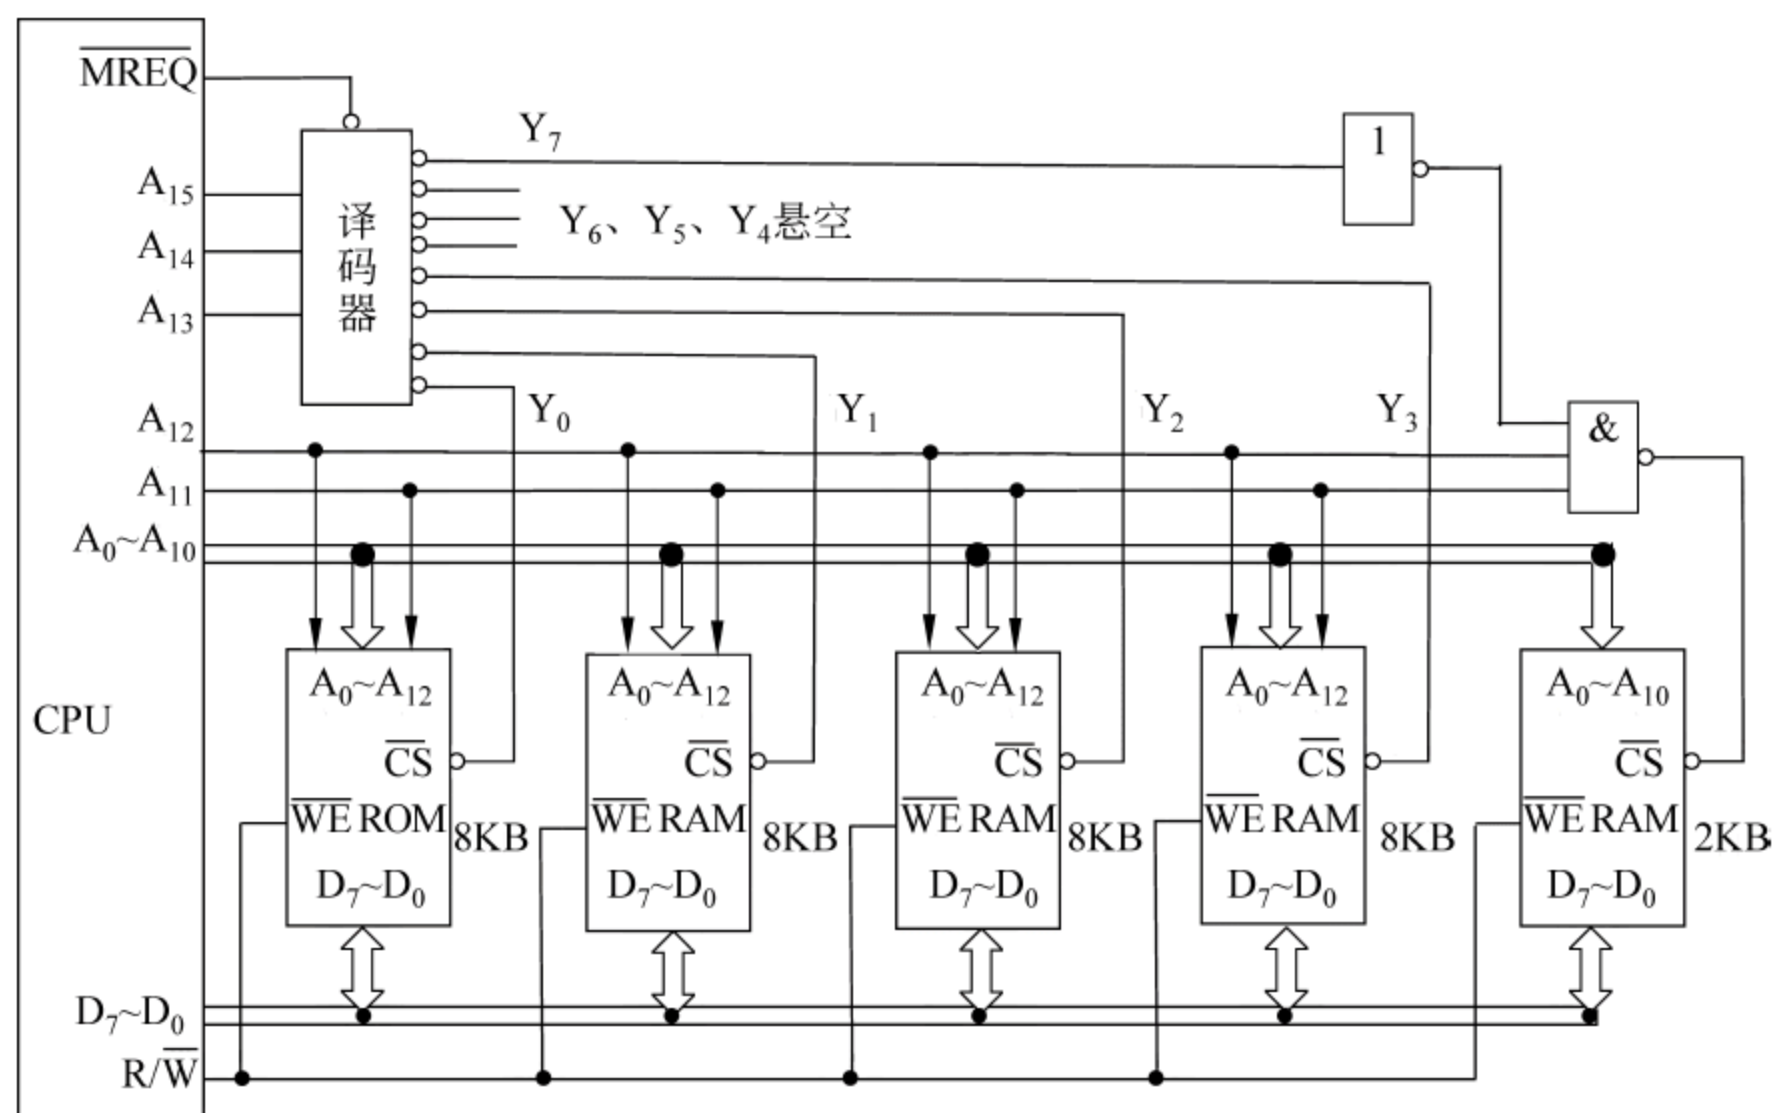 MREQ
Y₇
1
A₁₅
译码器
Y₆、Y₅、Y₄悬空
A₁₄
A₁₃
A₁₂
Y₀
Y₁
Y₂
Y₃
&
A₁₁
A₀~A₁₀
CPU
A₀~A₁₂
CS
WE ROM
8KB
D₇~D₀
A₀~A₁₂
CS
WE RAM
8KB
D₇~D₀
A₀~A₁₂
CS
WE RAM
8KB
D₇~D₀
A₀~A₁₂
CS
WE RAM
8KB
D₇~D₀
A₀~A₁₀
CS
WE RAM
2KB
D₇~D₀
D₇~D₀
R/W